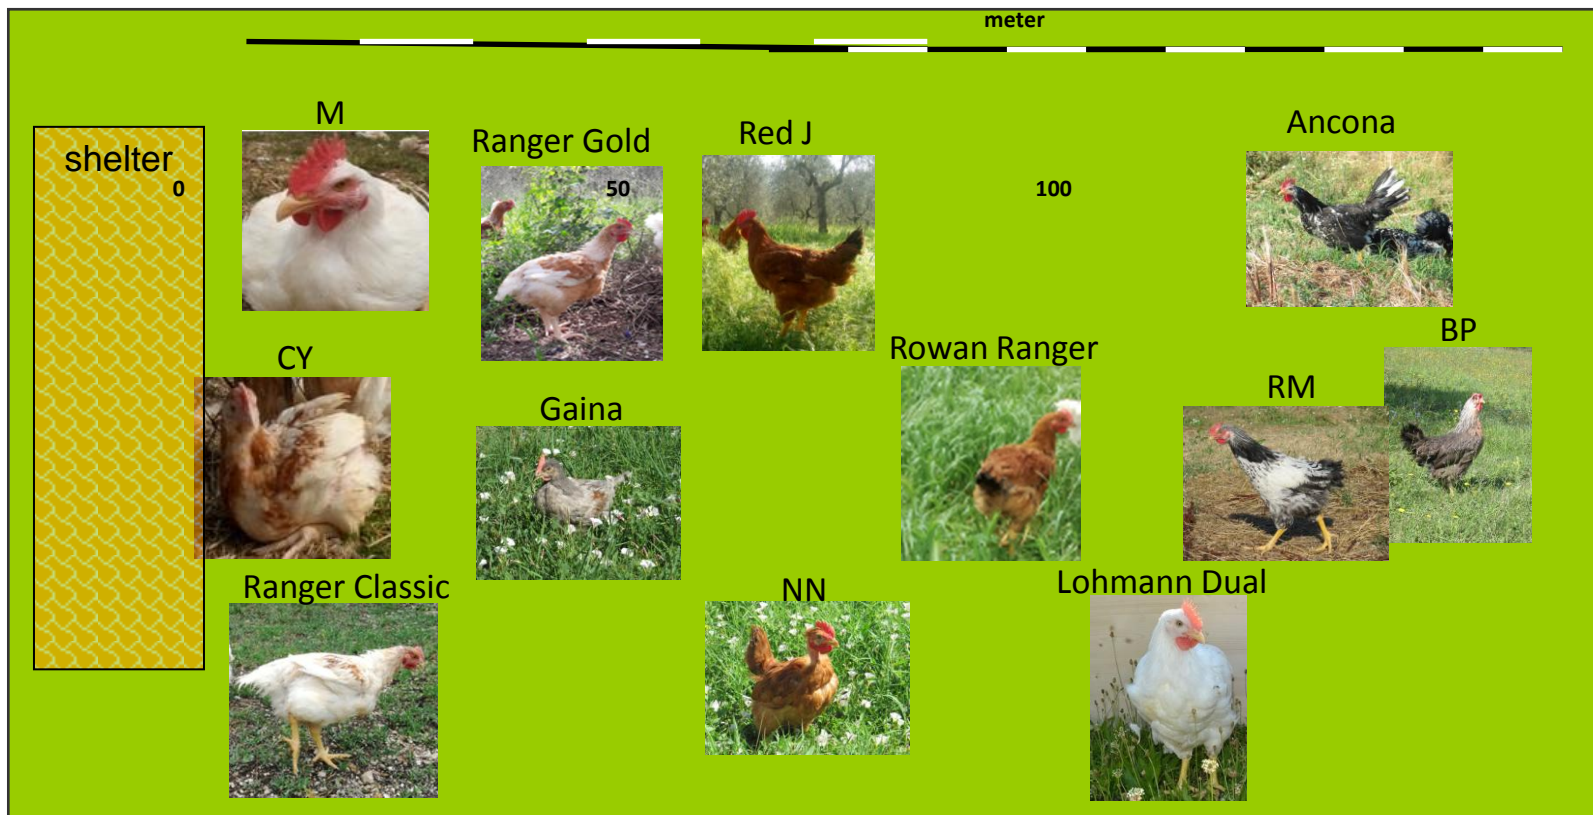 meter
M
Ranger Gold
Red J
Ancona
shelter
0
50
100
CY
Gaina
Rowan Ranger
RM
BP
Ranger Classic
NN
Lohmann Dual